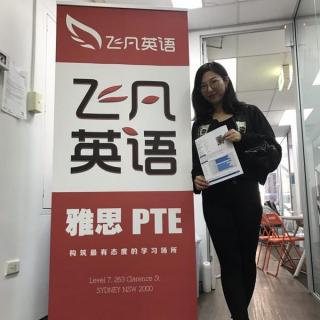 飞凡英语
飞凡
英语
雅思 PTE
构筑最有态度的学习场所
Level 7, 263 Clarence St
SYDNEY NSW 2000